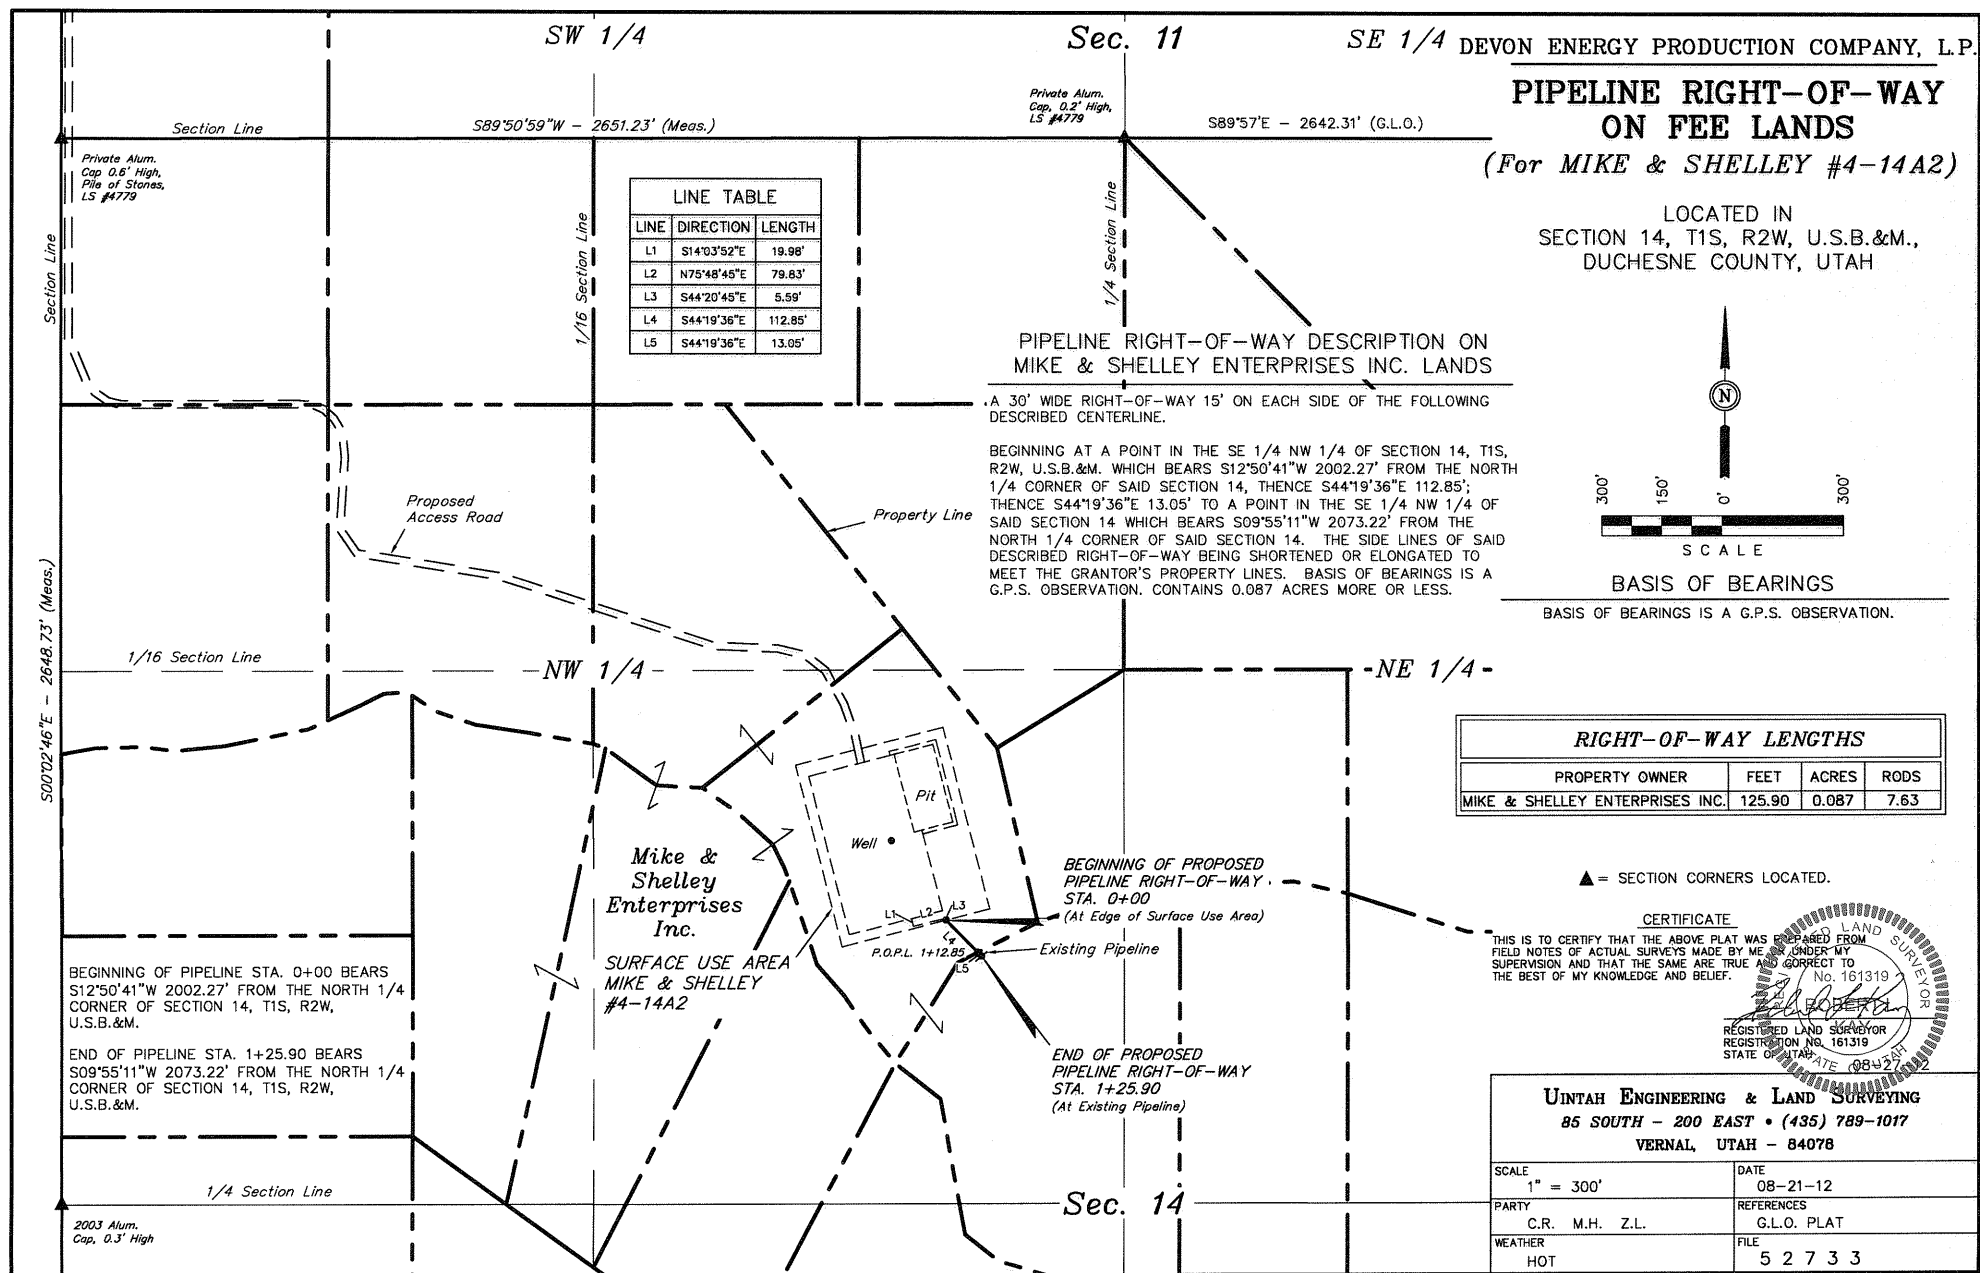 SW 1/4
Sec. 11
SE 1/4
DEVON ENERGY PRODUCTION COMPANY, L.P.
PIPELINE RIGHT-OF-WAY
ON FEE LANDS
(For MIKE & SHELLEY #4-14A2)
LOCATED IN
SECTION 14, T1S, R2W, U.S.B.&M.,
DUCHESNE COUNTY, UTAH
Section Line
S89°50'59"W - 2651.23' (Meas.)
Private Alum.
Cap, 0.2' High,
LS #4779
S89°57'E - 2642.31' (G.L.O.)
Private Alum.
Cap 0.6' High,
Pile of Stones,
LS #4779
Section Line
1/16 Section Line
1/4 Section Line
LINE TABLE
LINE DIRECTION LENGTH
L1 S14°03'52"E 19.98'
L2 N75°48'45"E 79.83'
L3 S44°20'45"E 5.59'
L4 S44°19'36"E 112.85'
L5 S44°19'36"E 13.05'
PIPELINE RIGHT-OF-WAY DESCRIPTION ON
MIKE & SHELLEY ENTERPRISES INC. LANDS
A 30' WIDE RIGHT-OF-WAY 15' ON EACH SIDE OF THE FOLLOWING
DESCRIBED CENTERLINE.
BEGINNING AT A POINT IN THE SE 1/4 NW 1/4 OF SECTION 14, T1S,
R2W, U.S.B.&M. WHICH BEARS S12°50'41"W 2002.27' FROM THE NORTH
1/4 CORNER OF SAID SECTION 14, THENCE S44°19'36"E 112.85';
THENCE S44°19'36"E 13.05' TO A POINT IN THE SE 1/4 NW 1/4 OF
SAID SECTION 14 WHICH BEARS S09°55'11"W 2073.22' FROM THE
NORTH 1/4 CORNER OF SAID SECTION 14. THE SIDE LINES OF SAID
DESCRIBED RIGHT-OF-WAY BEING SHORTENED OR ELONGATED TO
MEET THE GRANTOR'S PROPERTY LINES. BASIS OF BEARINGS IS A
G.P.S. OBSERVATION. CONTAINS 0.087 ACRES MORE OR LESS.
N
300' 150' 0' 300'
SCALE
BASIS OF BEARINGS
BASIS OF BEARINGS IS A G.P.S. OBSERVATION.
Proposed
Access Road
Property Line
S00°02'46"E - 2648.73' (Meas.)
1/16 Section Line
NW 1/4
NE 1/4
RIGHT-OF-WAY LENGTHS
PROPERTY OWNER FEET ACRES RODS
MIKE & SHELLEY ENTERPRISES INC. 125.90 0.087 7.63
Pit
Well
Mike &
Shelley
Enterprises
Inc.
BEGINNING OF PROPOSED
PIPELINE RIGHT-OF-WAY
STA. 0+00
(At Edge of Surface Use Area)
L1 L2 L3
L4
P.O.P.L. 1+12.85
L5
Existing Pipeline
SURFACE USE AREA
MIKE & SHELLEY
#4-14A2
END OF PROPOSED
PIPELINE RIGHT-OF-WAY
STA. 1+25.90
(At Existing Pipeline)
BEGINNING OF PIPELINE STA. 0+00 BEARS
S12°50'41"W 2002.27' FROM THE NORTH 1/4
CORNER OF SECTION 14, T1S, R2W,
U.S.B.&M.
END OF PIPELINE STA. 1+25.90 BEARS
S09°55'11"W 2073.22' FROM THE NORTH 1/4
CORNER OF SECTION 14, T1S, R2W,
U.S.B.&M.
1/4 Section Line
2003 Alum.
Cap, 0.3' High
Sec. 14
▲ = SECTION CORNERS LOCATED.
CERTIFICATE
THIS IS TO CERTIFY THAT THE ABOVE PLAT WAS PREPARED FROM
FIELD NOTES OF ACTUAL SURVEYS MADE BY ME OR UNDER MY
SUPERVISION AND THAT THE SAME ARE TRUE AND CORRECT TO
THE BEST OF MY KNOWLEDGE AND BELIEF.
LAND SURVEYOR
No. 161319
ROBERT
KAY
STATE OF UTAH
REGISTERED LAND SURVEYOR
REGISTRATION NO. 161319
STATE OF UTAH
08-27-12
UINTAH ENGINEERING & LAND SURVEYING
85 SOUTH - 200 EAST • (435) 789-1017
VERNAL, UTAH - 84078
SCALE
1" = 300'
DATE
08-21-12
PARTY
C.R. M.H. Z.L.
REFERENCES
G.L.O. PLAT
WEATHER
HOT
FILE
5 2 7 3 3